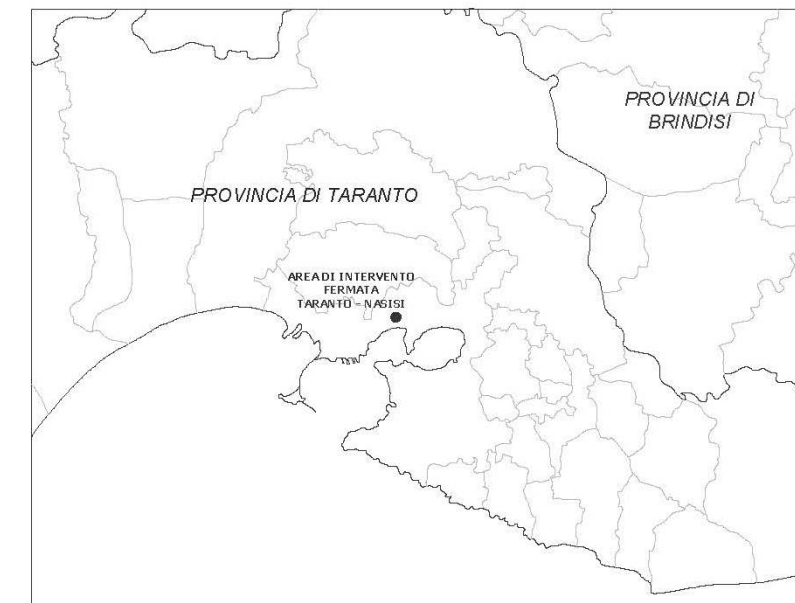 PROVINCIA DI
BRINDISI
PROVINCIA DI TARANTO
AREA DI INTERVENTO
FERMATA
TARANTO - NASISI